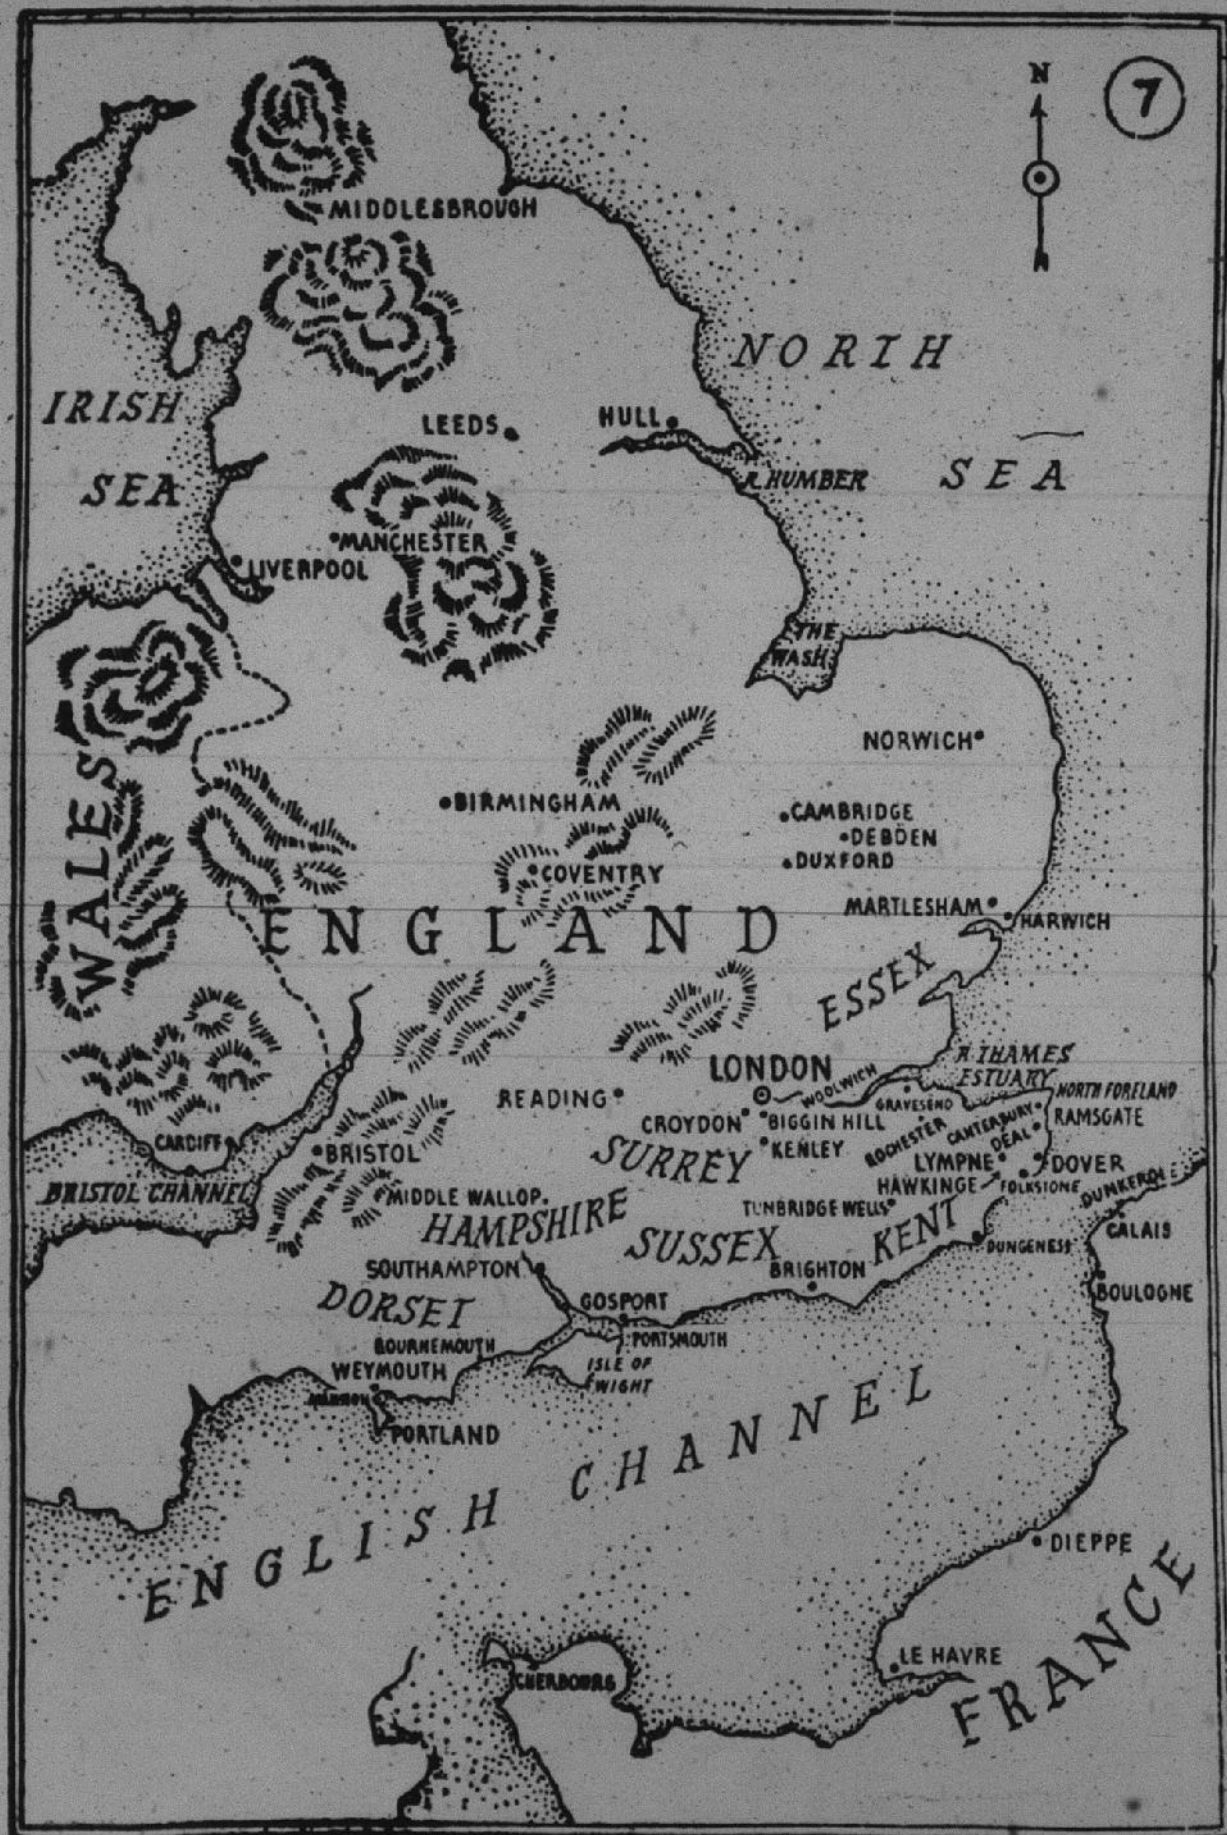 N
7
MIDDLESBROUGH
NORTH
SEA
IRISH
SEA
LEEDS
HULL
R. HUMBER
MANCHESTER
LIVERPOOL
THE
WASH
NORWICH
WALES
BIRMINGHAM
CAMBRIDGE
DEBDEN
DUXFORD
COVENTRY
MARTLESHAM
HARWICH
ENGLAND
ESSEX
LONDON
WOOLWICH
R THAMES
ESTUARY
NORTH FORELAND
READING
GRAVESEND
CROYDON
BIGGIN HILL
ROCHESTER
CANTERBURY
RAMSGATE
DEAL
CARDIFF
BRISTOL
SURREY
KENLEY
LYMPNE
DOVER
BRISTOL CHANNEL
MIDDLE WALLOP.
HAWKINGE
FOLKSTONE
DUNKERQUE
TUNBRIDGE WELLS
HAMPSHIRE
SUSSEX
KENT
DUNGENESS
CALAIS
SOUTHAMPTON
BRIGHTON
BOULOGNE
DORSET
GOSPORT
BOURNEMOUTH
PORTSMOUTH
WEYMOUTH
ISLE OF
WIGHT
PORTLAND
ENGLISH CHANNEL
DIEPPE
FRANCE
LE HAVRE
CHERBOURG